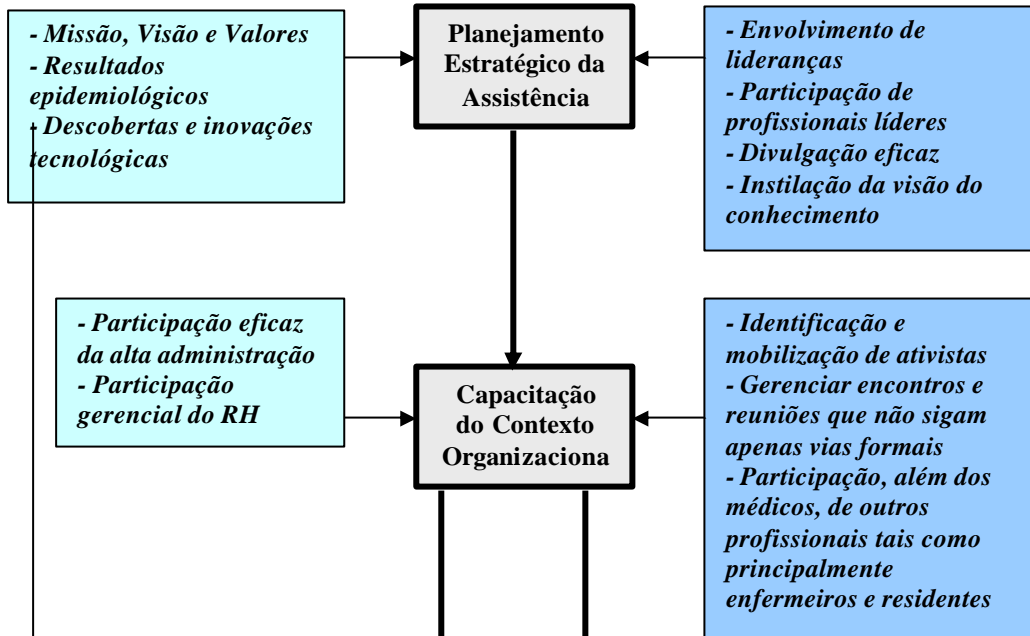 - Missão, Visão e Valores
- Resultados
epidemiológicos
- Descobertas e inovações
tecnológicas
Planejamento
Estratégico da
Assistência
- Envolvimento de
lideranças
- Participação de
profissionais líderes
- Divulgação eficaz
- Instilação da visão do
conhecimento
- Participação eficaz
da alta administração
- Participação
gerencial do RH
Capacitação
do Contexto
Organizaciona
- Identificação e
mobilização de ativistas
- Gerenciar encontros e
reuniões que não sigam
apenas vias formais
- Participação, além dos
médicos, de outros
profissionais tais como
principalmente
enfermeiros e residentes